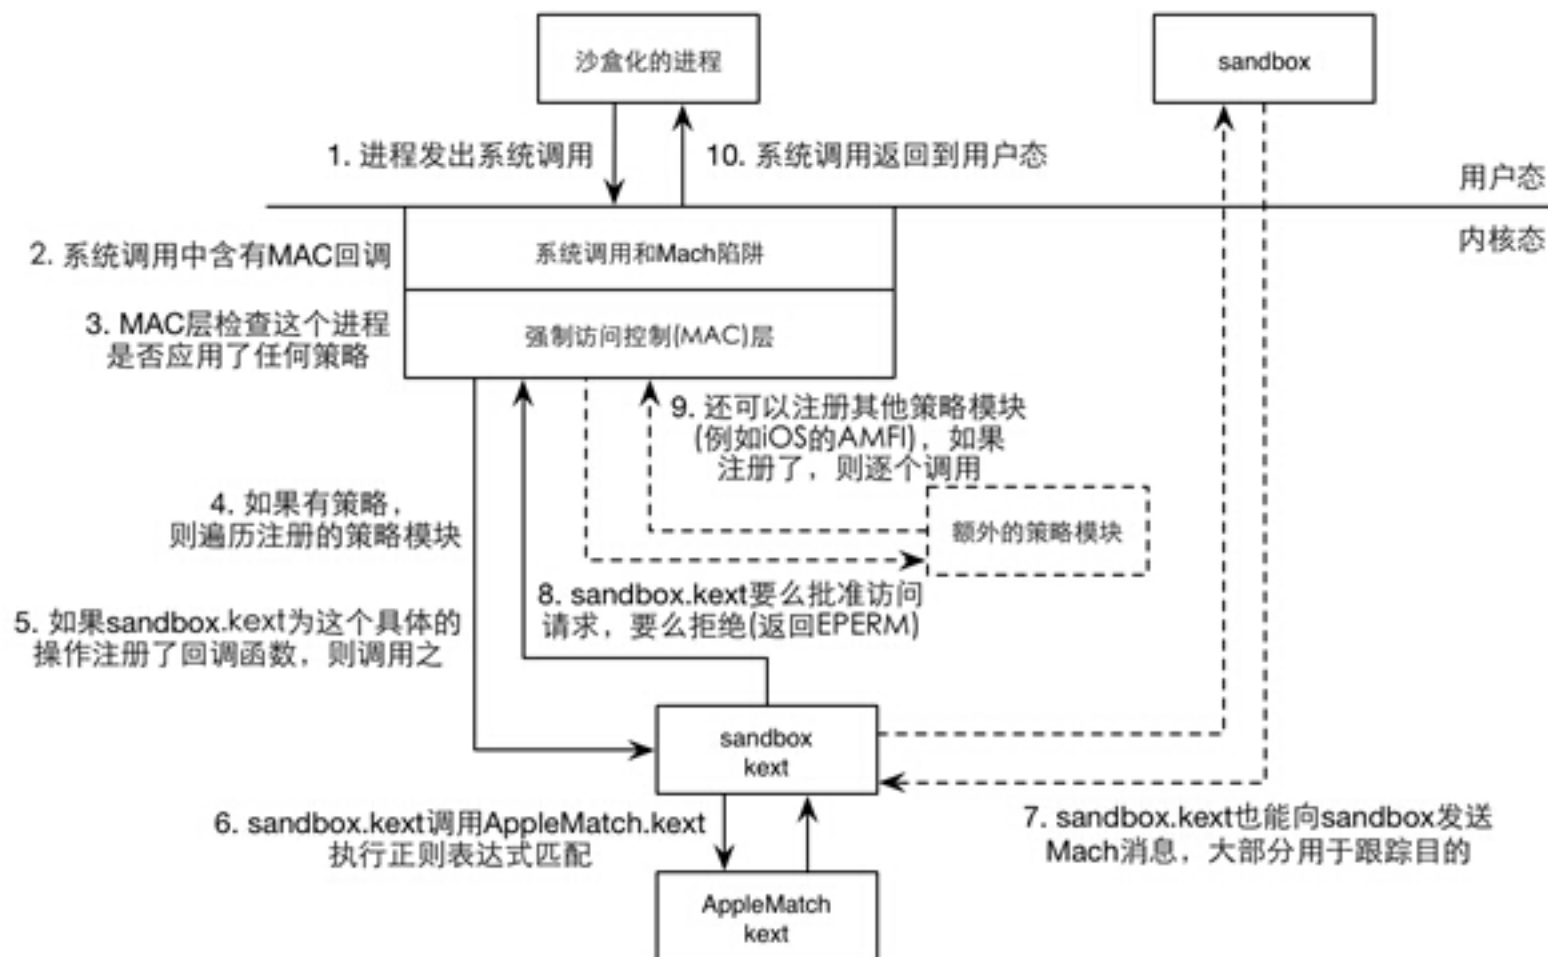 沙盒化的进程
sandbox
1. 进程发出系统调用
10. 系统调用返回到用户态
用户态
内核态
2. 系统调用中含有MAC回调
系统调用和Mach陷阱
3. MAC层检查这个进程
是否应用了任何策略
强制访问控制(MAC)层
9. 还可以注册其他策略模块
(例如iOS的AMFI)，如果
注册了，则逐个调用
4. 如果有策略，
则遍历注册的策略模块
额外的策略模块
5. 如果sandbox.kext为这个具体的
操作注册了回调函数，则调用之
8. sandbox.kext要么批准访问
请求，要么拒绝(返回EPERM)
sandbox
kext
6. sandbox.kext调用AppleMatch.kext
执行正则表达式匹配
7. sandbox.kext也能向sandbox发送
Mach消息，大部分用于跟踪目的
AppleMatch
kext